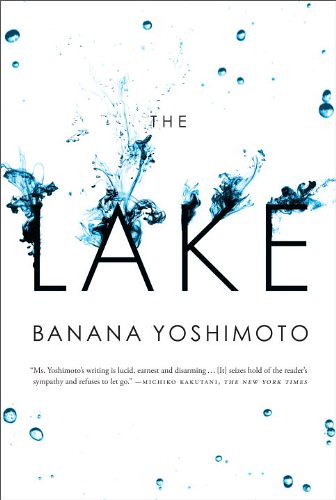 THE
LAKE
BANANA YOSHIMOTO
“Ms. Yoshimoto’s writing is lucid, earnest and disarming . . . [It] seizes hold of the reader’s
sympathy and refuses to let go.” —MICHIKO KAKUTANI, THE NEW YORK TIMES